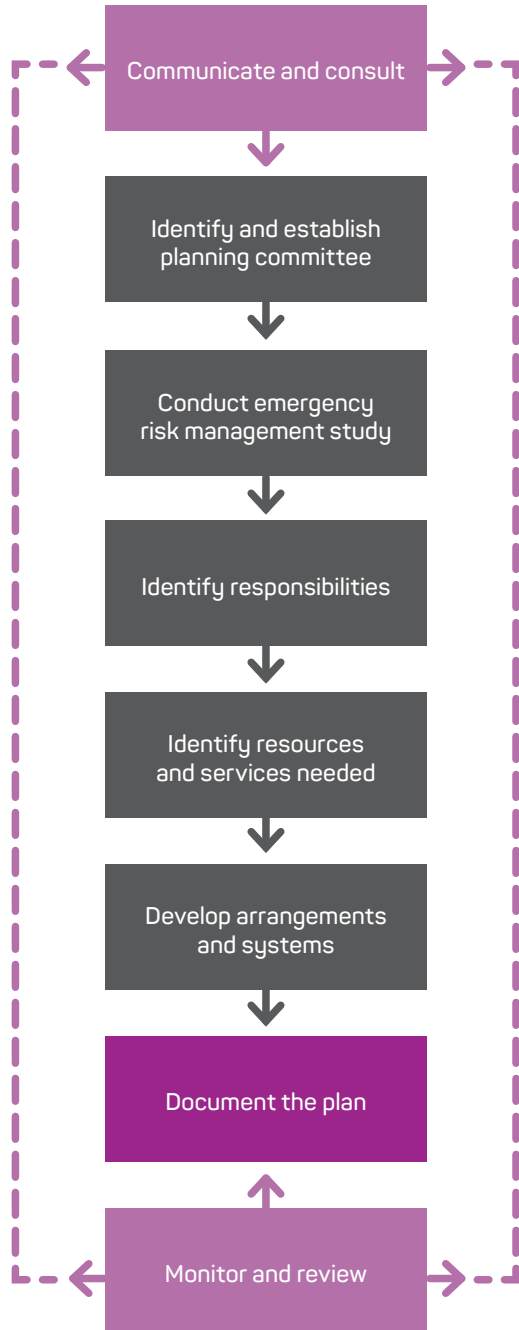 Communicate and consult
Identify and establish
planning committee
Conduct emergency
risk management study
Identify responsibilities
Identify resources
and services needed
Develop arrangements
and systems
Document the plan
Monitor and review